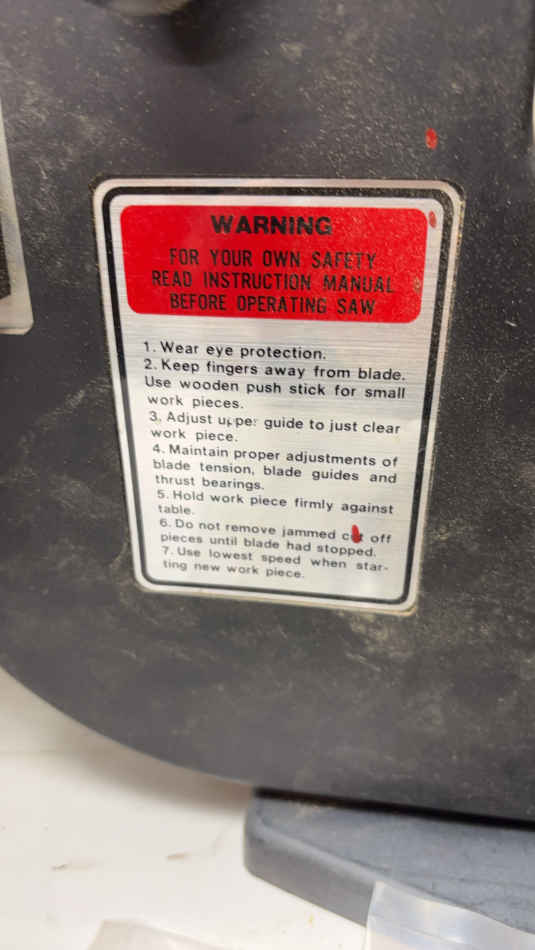 WARNING
FOR YOUR OWN SAFETY
READ INSTRUCTION MANUAL
BEFORE OPERATING SAW
1. Wear eye protection.
2. Keep fingers away from blade.
Use wooden push stick for small
work pieces.
3. Adjust upper guide to just clear
work piece.
4. Maintain proper adjustments of
blade tension, blade guides and
thrust bearings.
5. Hold work piece firmly against
table.
6. Do not remove jammed cut off
pieces until blade had stopped.
7. Use lowest speed when star-
ting new work piece.